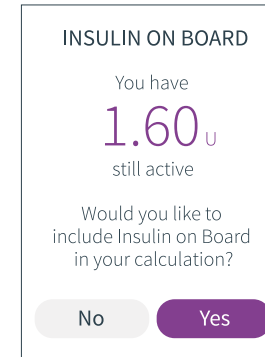 INSULIN ON BOARD
You have
1.60 U
still active
Would you like to
include Insulin on Board
in your calculation?
No
Yes